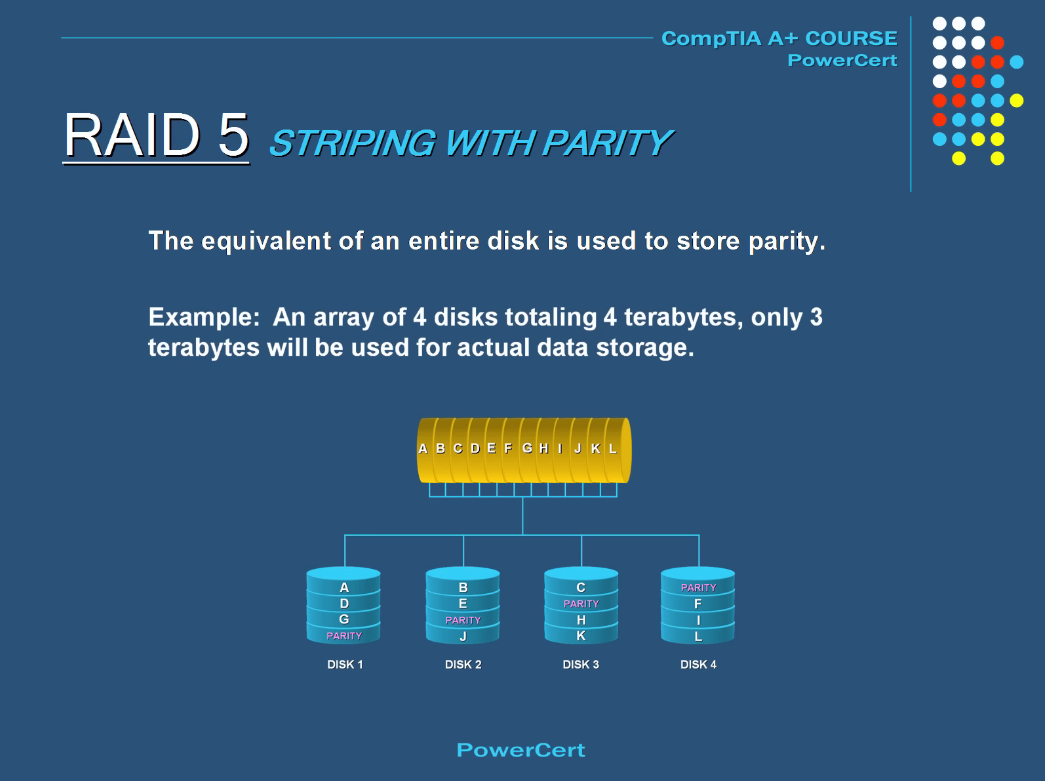 CompTIA A+ COURSE
PowerCert
RAID 5 STRIPING WITH PARITY
The equivalent of an entire disk is used to store parity.
Example: An array of 4 disks totaling 4 terabytes, only 3
terabytes will be used for actual data storage.
A B C D E F G H I J K L
A B C PARITY
D E PARITY F
G PARITY H I
PARITY J K L
DISK 1 DISK 2 DISK 3 DISK 4
PowerCert